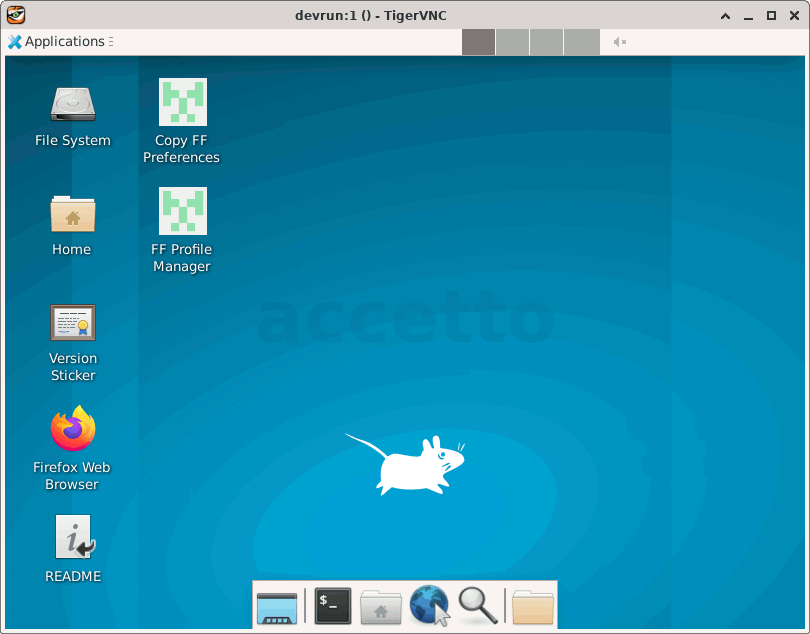 devrun:1 () - TigerVNC
Applications
File System
Copy FF
Preferences
Home
FF Profile
Manager
accetto
Version
Sticker
Firefox Web
Browser
README
$_